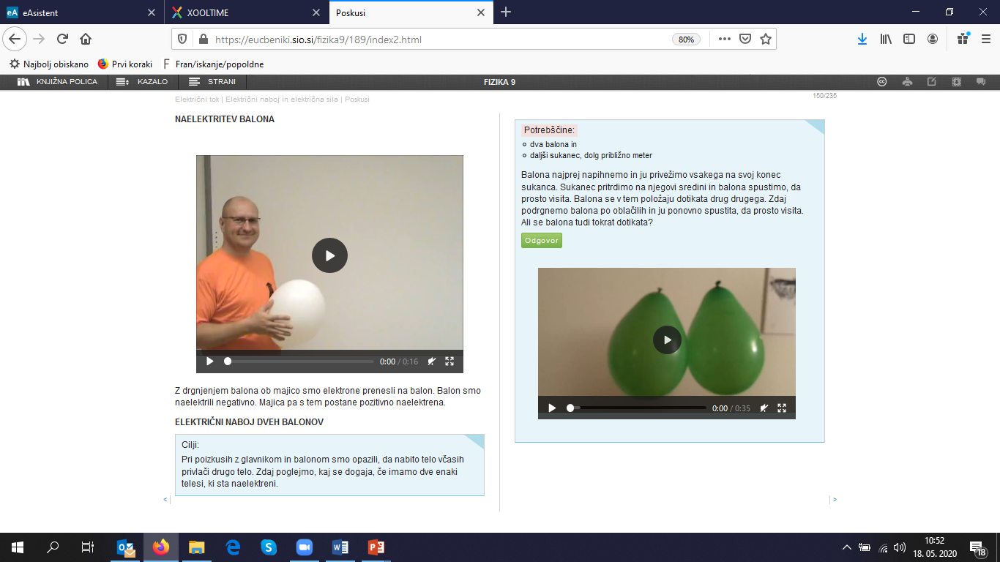 eAsistent
XOOLTIME
Poskusi
https://eucbeniki.sio.si/fizika9/189/index2.html
80%
Najbolj obiskano
Prvi koraki
Fran/iskanje/popoldne
KNJIŽNA POLICA
KAZALO
STRANI
FIZIKA 9
Električni tok | Električni naboj in električna sila | Poskusi
150/235
NAELEKTRITEV BALONA
0:00 / 0:16
Z drgnjenjem balona ob majico smo elektrone prenesli na balon. Balon smo
naelektrili negativno. Majica pa s tem postane pozitivno naelektrena.
ELEKTRIČNI NABOJ DVEH BALONOV
Cilji:
Pri poizkusih z glavnikom in balonom smo opazili, da nabito telo včasih
privlači drugo telo. Zdaj poglejmo, kaj se dogaja, če imamo dve enaki
telesi, ki sta naelektreni.
<
Potrebščine:
dva balona in
daljši sukanec, dolg približno meter
Balona najprej napihnemo in ju privežimo vsakega na svoj konec
sukanca. Sukanec pritrdimo na njegovi sredini in balona spustimo, da
prosto visita. Balona se v tem položaju dotikata drug drugega. Zdaj
podrgnemo balona po oblačilih in ju ponovno spustita, da prosto visita.
Ali se balona tudi tokrat dotikata?
Odgovor
0:00 / 0:35
>
10:52
18. 05. 2020
18